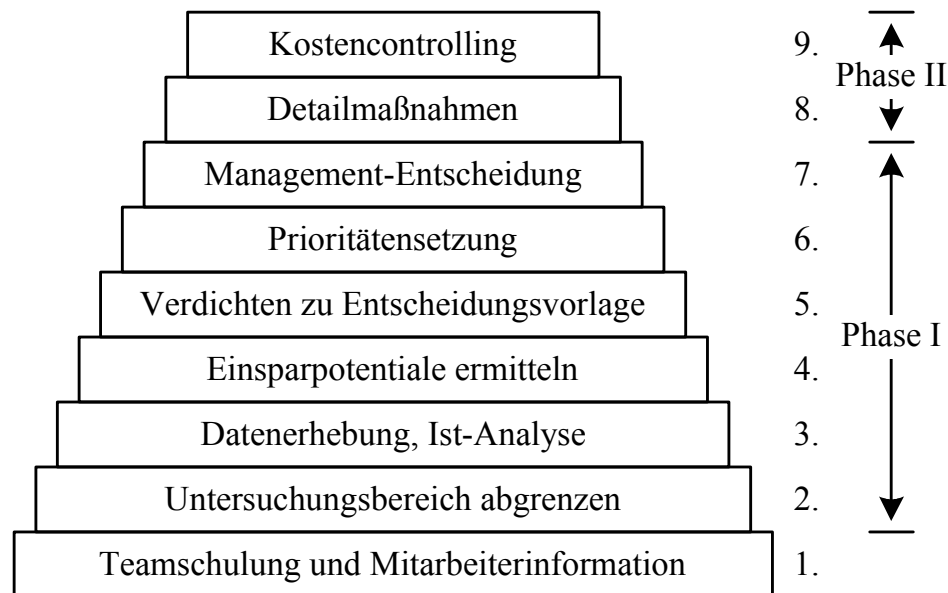 Kostencontrolling 9.
Phase II
Detailmaßnahmen 8.
Management-Entscheidung 7.
Prioritätensetzung 6.
Verdichten zu Entscheidungsvorlage 5.
Phase I
Einsparpotentiale ermitteln 4.
Datenerhebung, Ist-Analyse 3.
Untersuchungsbereich abgrenzen 2.
Teamschulung und Mitarbeiterinformation 1.